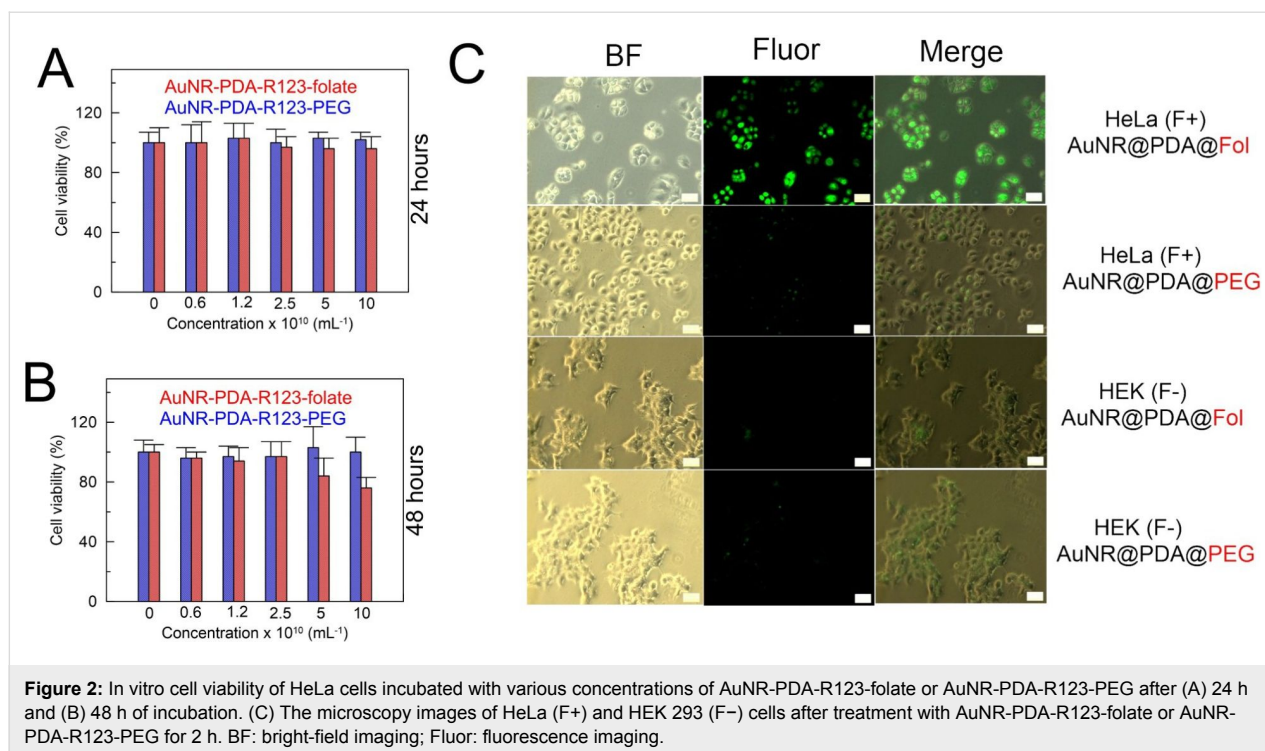 A
AuNR-PDA-R123-folate
AuNR-PDA-R123-PEG
120
80
40
0
Cell viability (%)
0 0.6 1.2 2.5 5 10
Concentration x 10¹⁰ (mL⁻¹)
24 hours
B
AuNR-PDA-R123-folate
AuNR-PDA-R123-PEG
120
80
40
0
Cell viability (%)
0 0.6 1.2 2.5 5 10
Concentration x 10¹⁰ (mL⁻¹)
48 hours
C
BF Fluor Merge
HeLa (F+)
AuNR@PDA@Fol
HeLa (F+)
AuNR@PDA@PEG
HEK (F-)
AuNR@PDA@Fol
HEK (F-)
AuNR@PDA@PEG
Figure 2: In vitro cell viability of HeLa cells incubated with various concentrations of AuNR-PDA-R123-folate or AuNR-PDA-R123-PEG after (A) 24 h
and (B) 48 h of incubation. (C) The microscopy images of HeLa (F+) and HEK 293 (F−) cells after treatment with AuNR-PDA-R123-folate or AuNR-
PDA-R123-PEG for 2 h. BF: bright-field imaging; Fluor: fluorescence imaging.